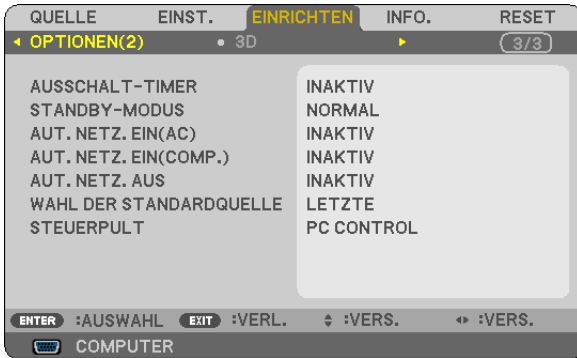 QUELLE EINST. EINRICHTEN INFO. RESET
OPTIONEN(2) 3D 3/3
AUSSCHALT-TIMER INAKTIV
STANDBY-MODUS NORMAL
AUT. NETZ. EIN(AC) INAKTIV
AUT. NETZ. EIN(COMP.) INAKTIV
AUT. NETZ. AUS INAKTIV
WAHL DER STANDARDQUELLE LETZTE
STEUERPULT PC CONTROL
ENTER :AUSWAHL EXIT :VERL. :VERS. :VERS.
COMPUTER